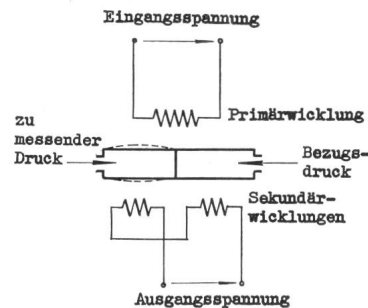 Eingangsspannung
Primärwicklung
zu
messender
Druck
Bezugs-
druck
Sekundär-
wicklungen
Ausgangsspannung